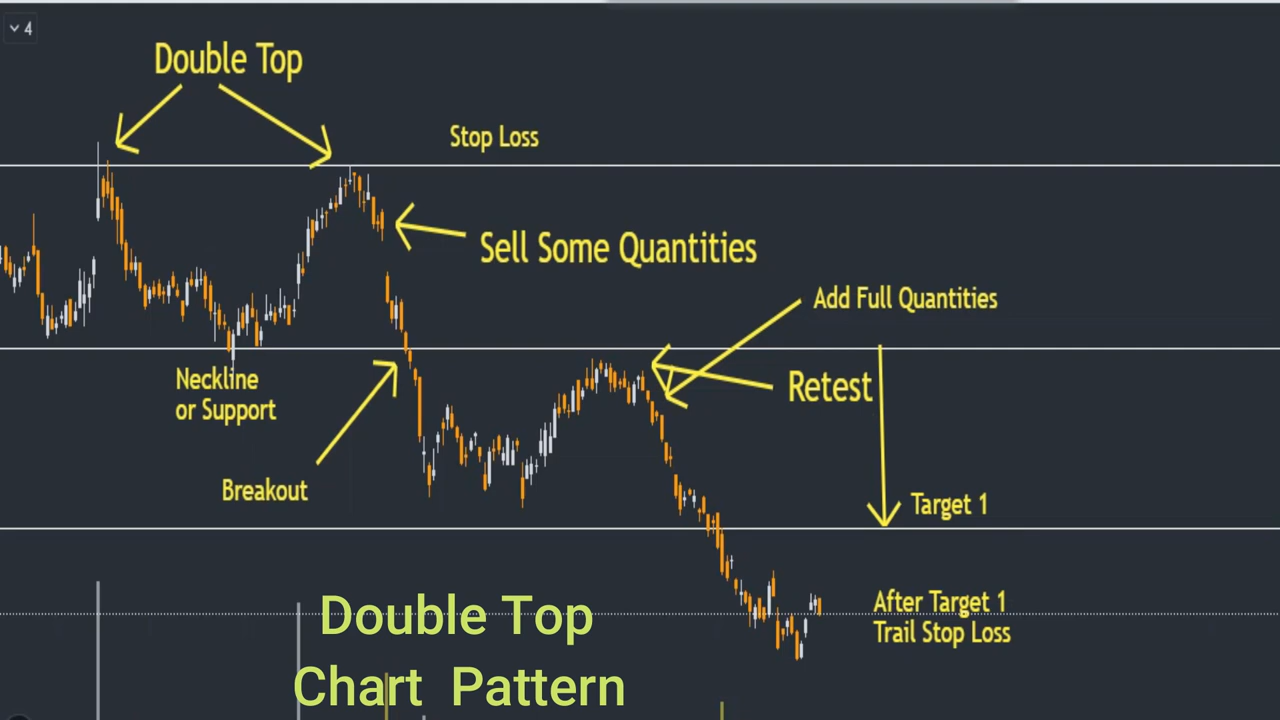 4
Double Top
Stop Loss
Sell Some Quantities
Add Full Quantities
Neckline
or Support
Retest
Breakout
Target 1
After Target 1
Trail Stop Loss
Double Top
Chart Pattern